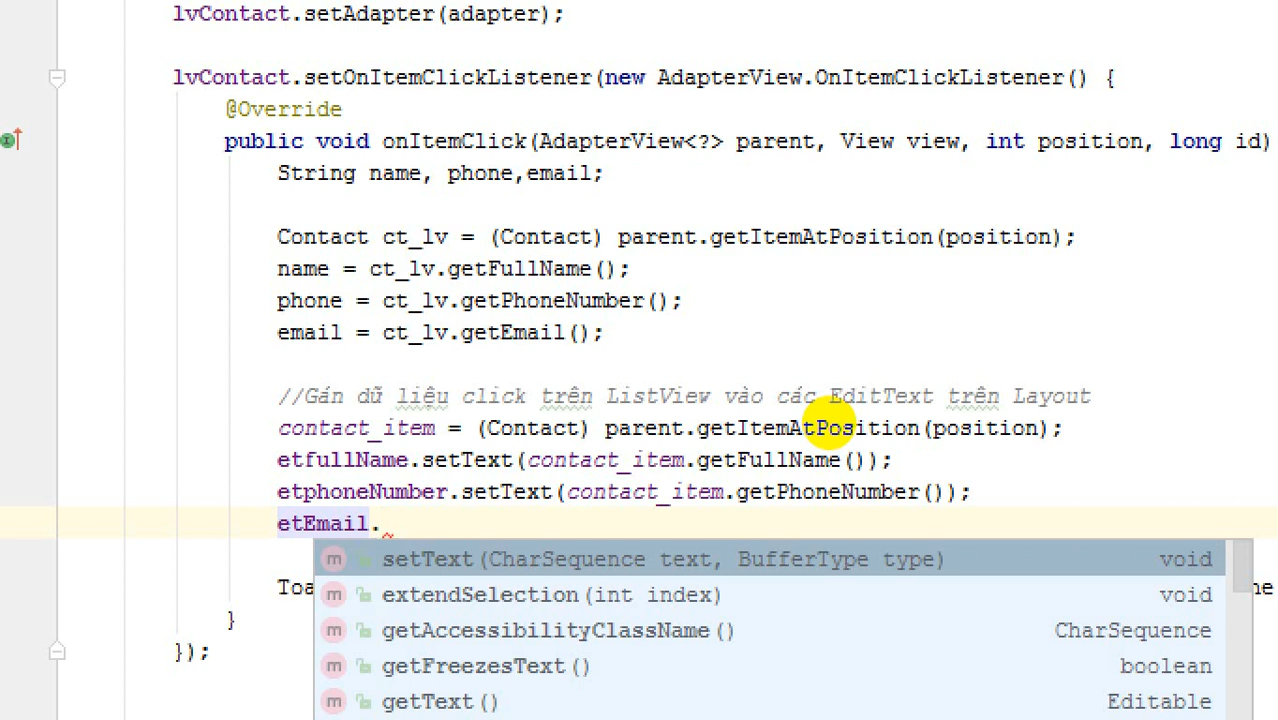 lvContact.setAdapter(adapter);
lvContact.setOnItemClickListener(new AdapterView.OnItemClickListener() {
@Override
public void onItemClick(AdapterView<?> parent, View view, int position, long id)
String name, phone,email;
Contact ct_lv = (Contact) parent.getItemAtPosition(position);
name = ct_lv.getFullName();
phone = ct_lv.getPhoneNumber();
email = ct_lv.getEmail();
//Gán dữ liệu click trên ListView vào các EditText trên Layout
contact_item = (Contact) parent.getItemAtPosition(position);
etfullName.setText(contact_item.getFullName());
etphoneNumber.setText(contact_item.getPhoneNumber());
etEmail.
setText(CharSequence text, BufferType type) void
extendSelection(int index) void
getAccessibilityClassName() CharSequence
getFreezesText() boolean
getText() Editable
}
});